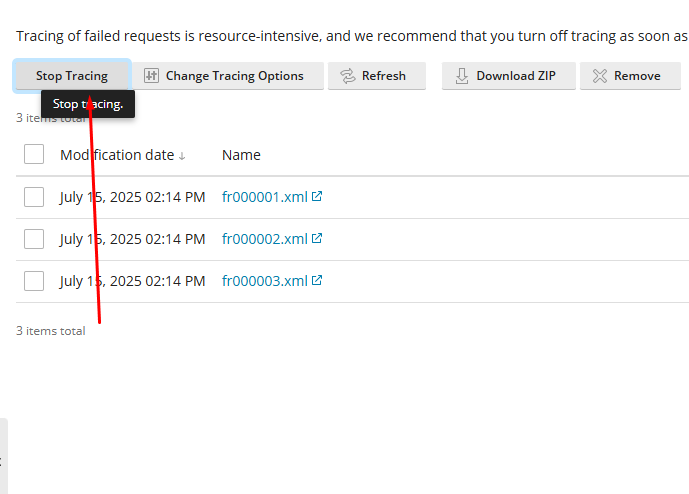 Tracing of failed requests is resource-intensive, and we recommend that you turn off tracing as soon as
Stop Tracing Change Tracing Options Refresh Download ZIP Remove
Stop tracing.
3 items total
Modification date ↓ Name
July 15, 2025 02:14 PM fr000001.xml
July 15, 2025 02:14 PM fr000002.xml
July 15, 2025 02:14 PM fr000003.xml
3 items total